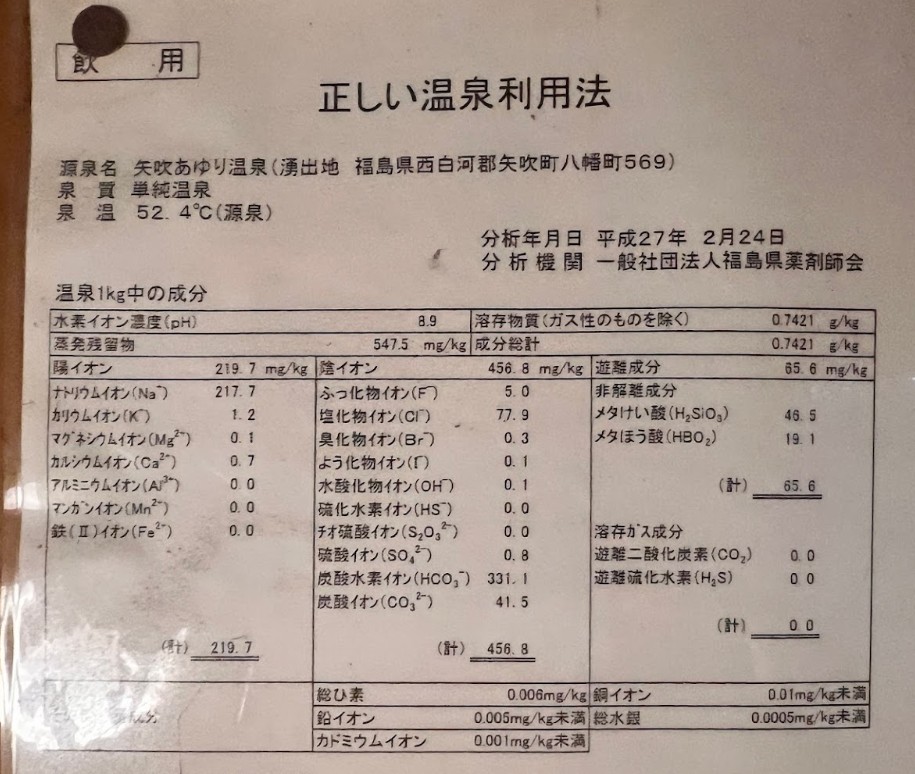 飲 用
正しい温泉利用法
源泉名 矢吹あゆり温泉(湧出地 福島県西白河郡矢吹町八幡町569)
泉 質 単純温泉
泉 温 52.4℃(源泉)
分析年月日 平成27年 2月24日
分析機関 一般社団法人福島県薬剤師会
温泉1kg中の成分
水素イオン濃度(pH) 8.9 溶存物質(ガス性のものを除く) 0.7421 g/kg
蒸発残留物 547.5 mg/kg 成分総計 0.7421 g/kg
陽イオン 219.7 mg/kg 陰イオン 456.8 mg/kg 遊離成分 65.6 mg/kg
ナトリウムイオン(Na⁻) 217.7 ふっ化物イオン(F⁻) 5.0 非解離成分
カリウムイオン(K⁻) 1.2 塩化物イオン(Cl⁻) 77.9 メタけい酸(H₂SiO₃) 46.5
マグネシウムイオン(Mg²⁻) 0.1 臭化物イオン(Br⁻) 0.3 メタほう酸(HBO₂) 19.1
カルシウムイオン(Ca²⁻) 0.7 よう化物イオン(I⁻) 0.1
アルミニウムイオン(Al³⁻) 0.0 水酸化物イオン(OH⁻) 0.1 (計) 65.6
マンガンイオン(Mn²⁻) 0.0 硫化水素イオン(HS⁻) 0.0
鉄(Ⅱ)イオン(Fe²⁻) 0.0 チオ硫酸イオン(S₂O₃²⁻) 0.0 溶存ガス成分
硫酸イオン(SO₄²⁻) 0.8 遊離二酸化炭素(CO₂) 0.0
炭酸水素イオン(HCO₃⁻) 331.1 遊離硫化水素(H₂S) 0.0
炭酸イオン(CO₃²⁻) 41.5
(計) 0.0
(計) 219.7 (計) 456.8
総ひ素 0.006mg/kg 銅イオン 0.01mg/kg未満
成分 鉛イオン 0.005mg/kg未満 総水銀 0.0005mg/kg未満
カドミウムイオン 0.001mg/kg未満